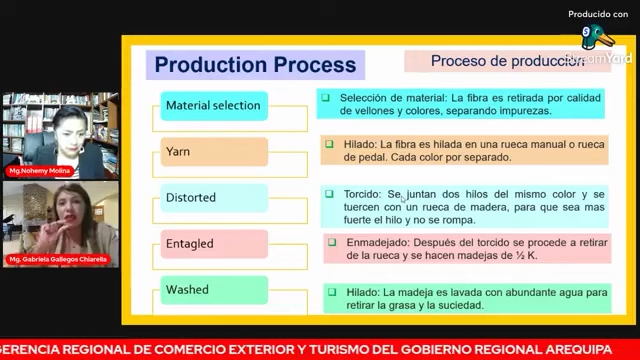 Producido con
StreamYard
Production Process
Proceso de producción
Material selection
Selección de material: La fibra es retirada por calidad
de vellones y colores, separando impurezas.
Yarn
Hilado: La fibra es hilada en una rueca manual o rueca
de pedal. Cada color por separado.
Mg.Nohemy Molina
Distorted
Torcido: Se juntan dos hilos del mismo color y se
tuercen con un rueca de madera, para que sea mas
fuerte el hilo y no se rompa.
Entagled
Enmadejado: Después del torcido se procede a retirar
de la rueca y se hacen madejas de ½ K.
Mg. Gabriela Gallegos Chiarella
Washed
Hilado: La madeja es lavada con abundante agua para
retirar la grasa y la suciedad.
GERENCIA REGIONAL DE COMERCIO EXTERIOR Y TURISMO DEL GOBIERNO REGIONAL AREQUIPA